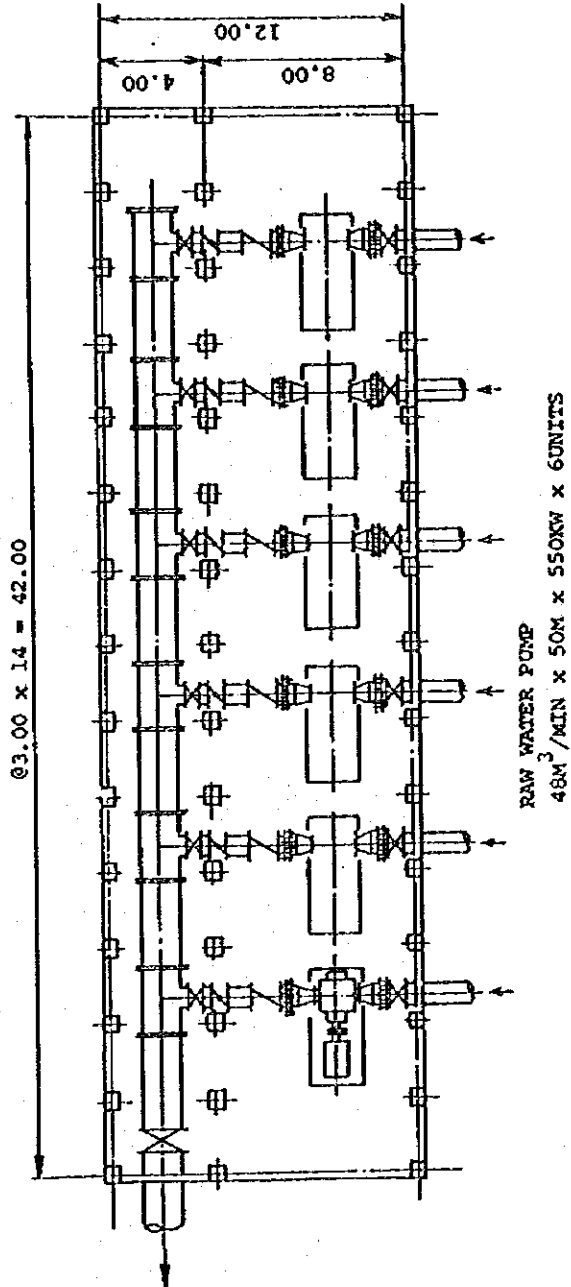 @3.00 x 14 = 42.00
12.00
4.00
8.00
RAW WATER PUMP
48M³/MIN x 50M x 550KW x 6UNITS